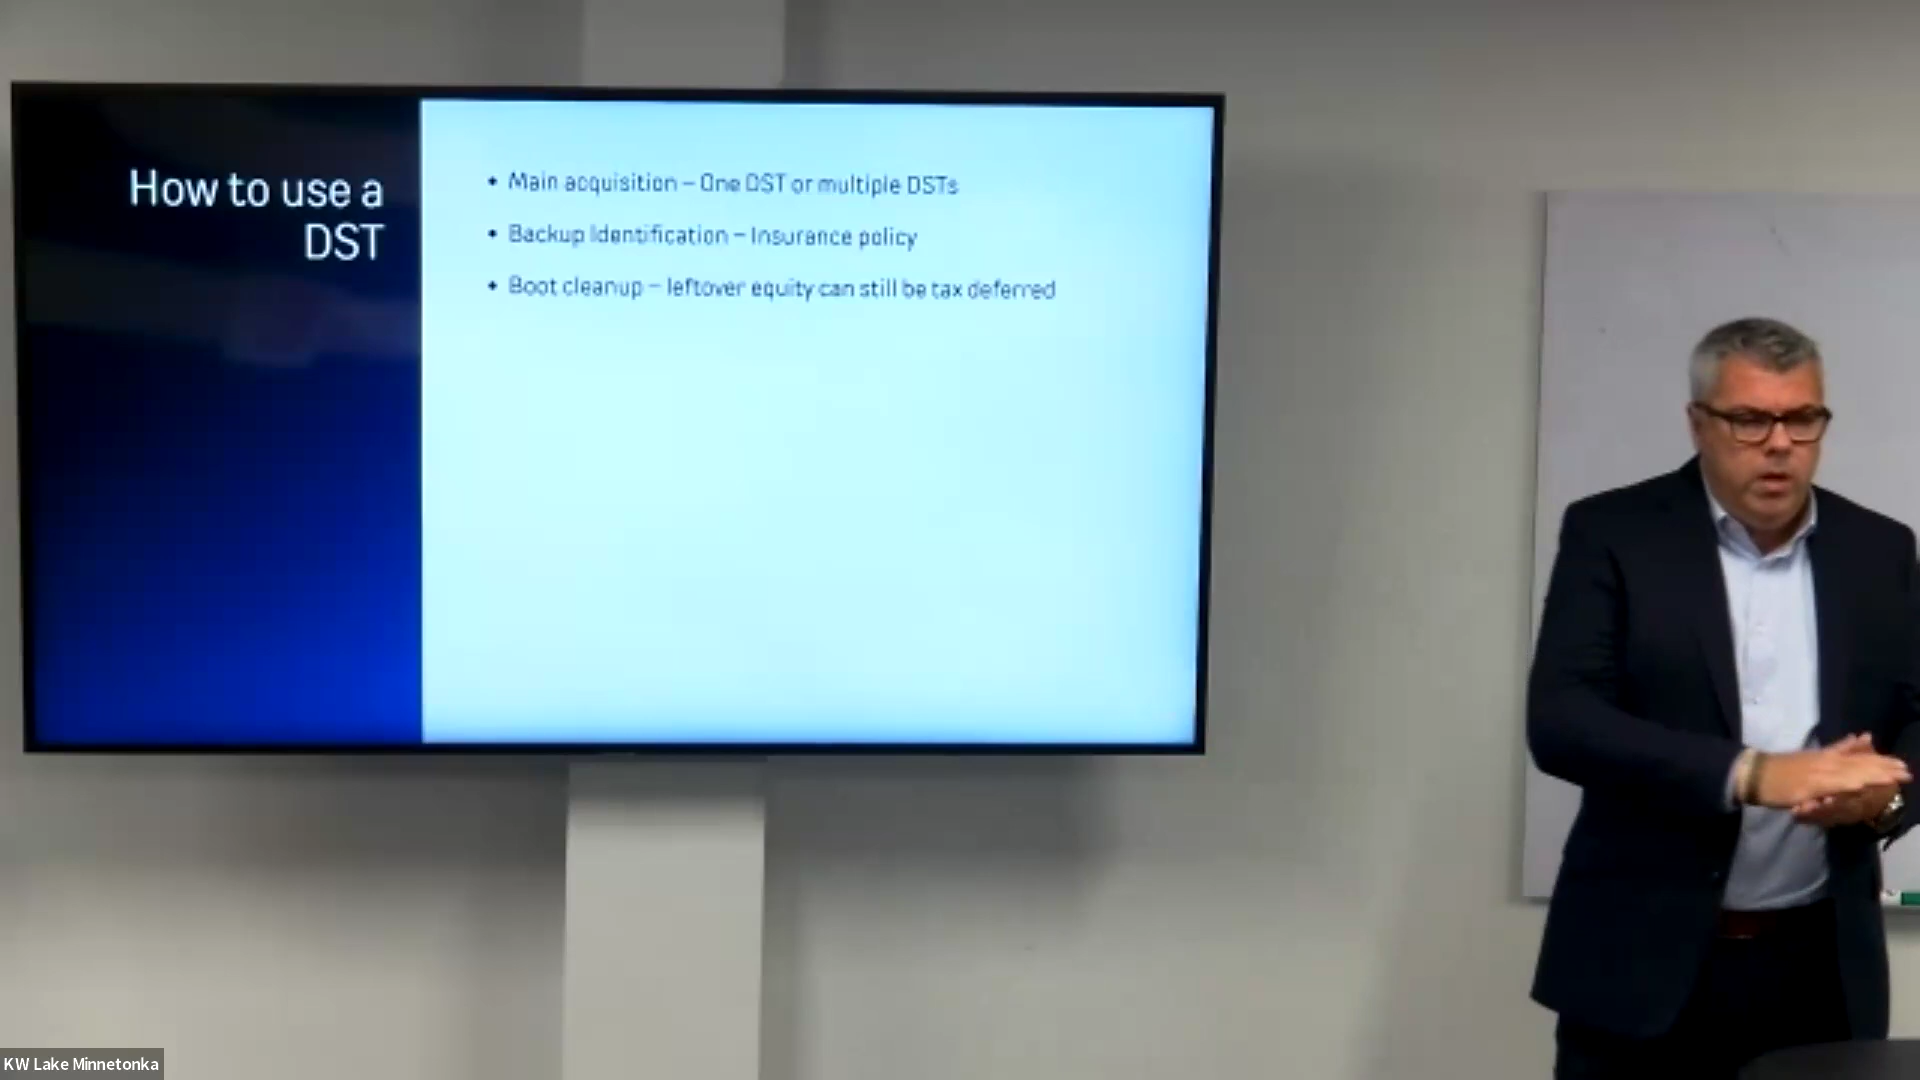 How to use a
DST
• Main acquisition – One DST or multiple DSTs
• Backup Identification – Insurance policy
• Boot cleanup – leftover equity can still be tax deferred
KW Lake Minnetonka